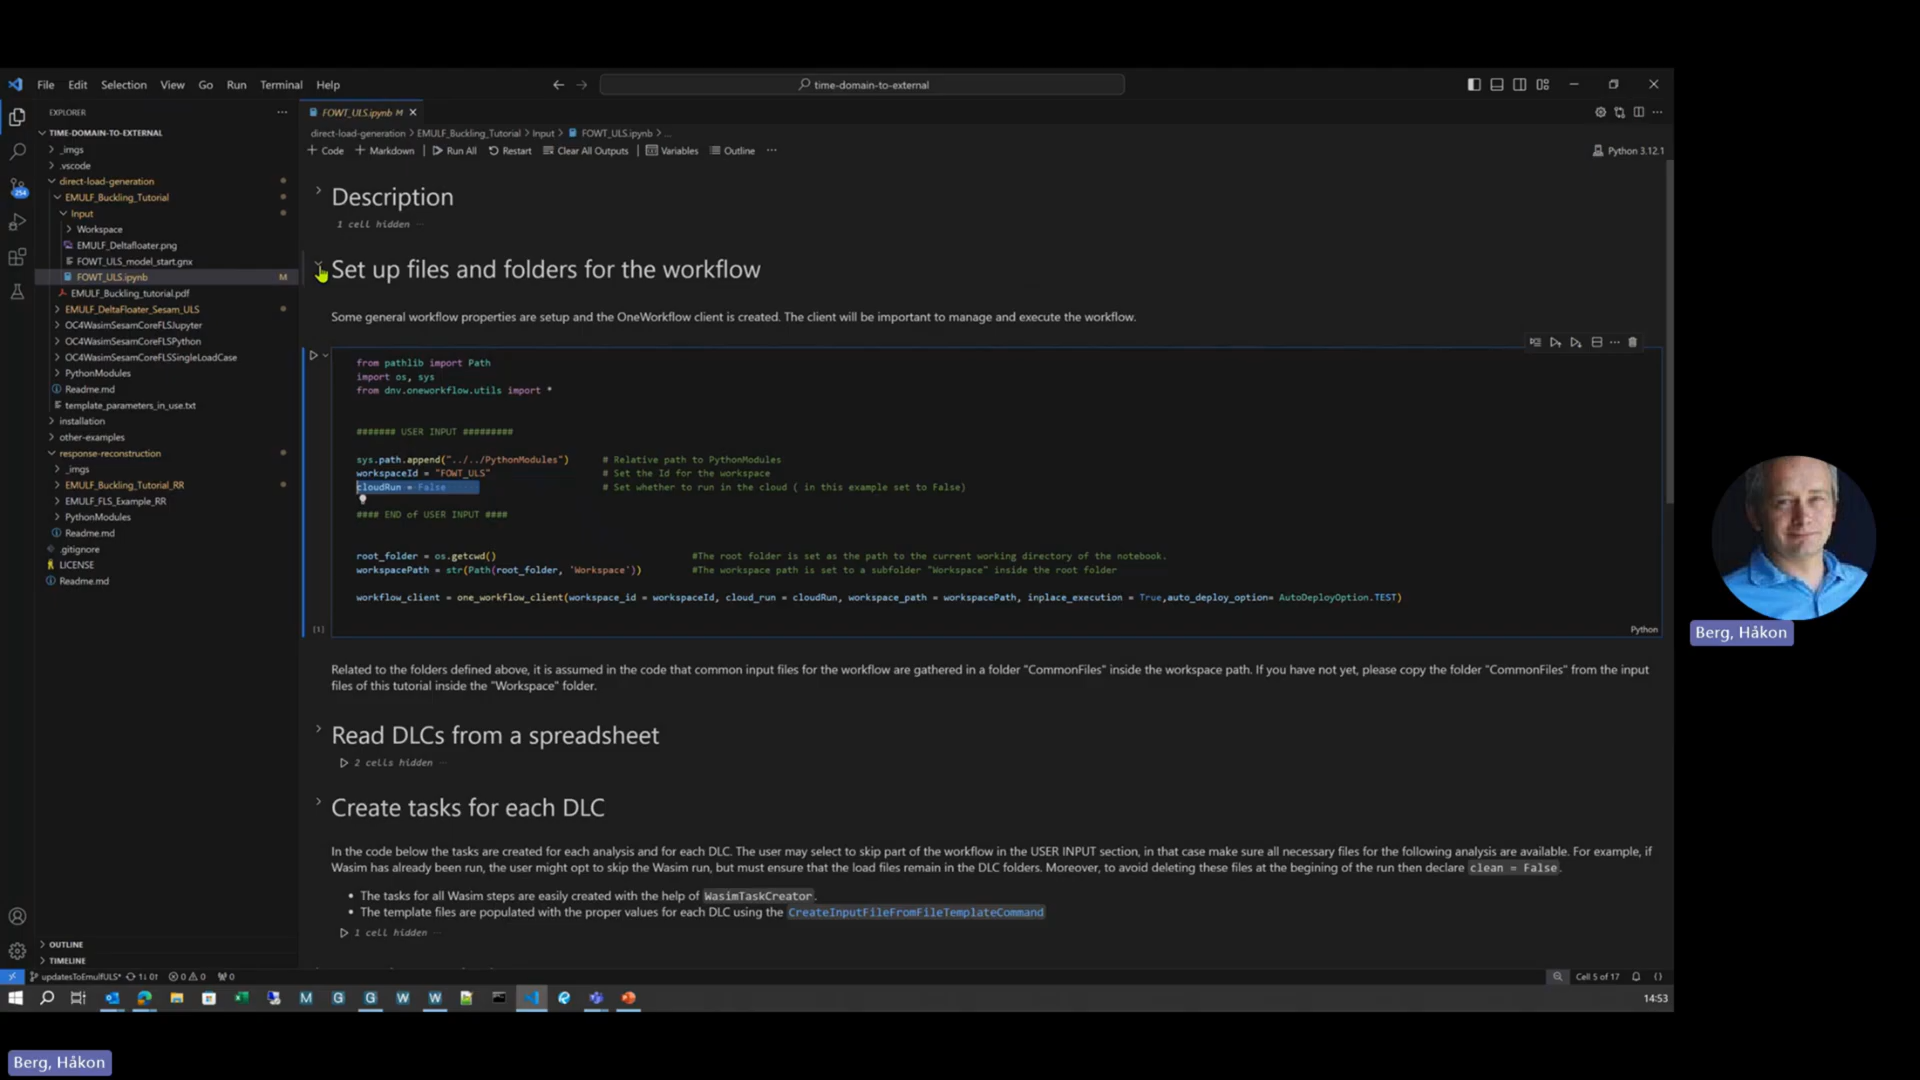 File Edit Selection View Go Run Terminal Help
time-domain-to-external
EXPLORER
TIME-DOMAIN-TO-EXTERNAL
_imgs
.vscode
direct-load-generation
EMULF_Buckling_Tutorial
Input
Workspace
EMULF_Deltafloater.png
FOWT_ULS_model_start.gnx
FOWT_ULS.ipynb M
EMULF_Buckling_tutorial.pdf
EMULF_DeltaFloater_Sesam_ULS
OC4WasimSesamCoreFLSJupyter
OC4WasimSesamCoreFLSPython
OC4WasimSesamCoreFLSSingleLoadCase
PythonModules
Readme.md
template_parameters_in_use.txt
installation
other-examples
response-reconstruction
_imgs
EMULF_Buckling_Tutorial_RR
EMULF_FLS_Example_RR
PythonModules
Readme.md
.gitignore
LICENSE
Readme.md
OUTLINE
TIMELINE
254
FOWT_ULS.ipynb M
direct-load-generation > EMULF_Buckling_Tutorial > Input > FOWT_ULS.ipynb > ...
+ Code + Markdown Run All Restart Clear All Outputs Variables Outline ...
Python 3.12.1
Description
1 cell hidden
Set up files and folders for the workflow
Some general workflow properties are setup and the OneWorkflow client is created. The client will be important to manage and execute the workflow.
from pathlib import Path
import os, sys
from dnv.oneworkflow.utils import *
####### USER INPUT #########
sys.path.append("../../PythonModules") # Relative path to PythonModules
workspaceId = "FOWT_ULS" # Set the Id for the workspace
cloudRun = False # Set whether to run in the cloud ( in this example set to False)
#### END of USER INPUT ####
root_folder = os.getcwd() #The root folder is set as the path to the current working directory of the notebook.
workspacePath = str(Path(root_folder, 'Workspace')) #The workspace path is set to a subfolder "Workspace" inside the root folder
workflow_client = one_workflow_client(workspace_id = workspaceId, cloud_run = cloudRun, workspace_path = workspacePath, inplace_execution = True,auto_deploy_option= AutoDeployOption.TEST)
[1]
Python
Related to the folders defined above, it is assumed in the code that common input files for the workflow are gathered in a folder "CommonFiles" inside the workspace path. If you have not yet, please copy the folder "CommonFiles" from the input
files of this tutorial inside the "Workspace" folder.
Read DLCs from a spreadsheet
2 cells hidden
Create tasks for each DLC
In the code below the tasks are created for each analysis and for each DLC. The user may select to skip part of the workflow in the USER INPUT section, in that case make sure all necessary files for the following analysis are available. For example, if
Wasim has already been run, the user might opt to skip the Wasim run, but must ensure that the load files remain in the DLC folders. Moreover, to avoid deleting these files at the begining of the run then declare clean = False.
• The tasks for all Wasim steps are easily created with the help of WasimTaskCreator.
• The template files are populated with the proper values for each DLC using the CreateInputFileFromFileTemplateCommand
1 cell hidden
updatesToEmulfULS* 1↓ 0↑ 0 0 0
Cell 5 of 17
14:53
Berg, Håkon
Berg, Håkon